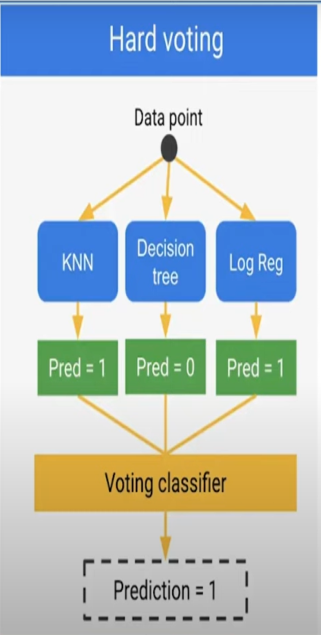 Hard voting
Data point
KNN
Decision
tree
Log Reg
Pred = 1
Pred = 0
Pred = 1
Voting classifier
Prediction = 1